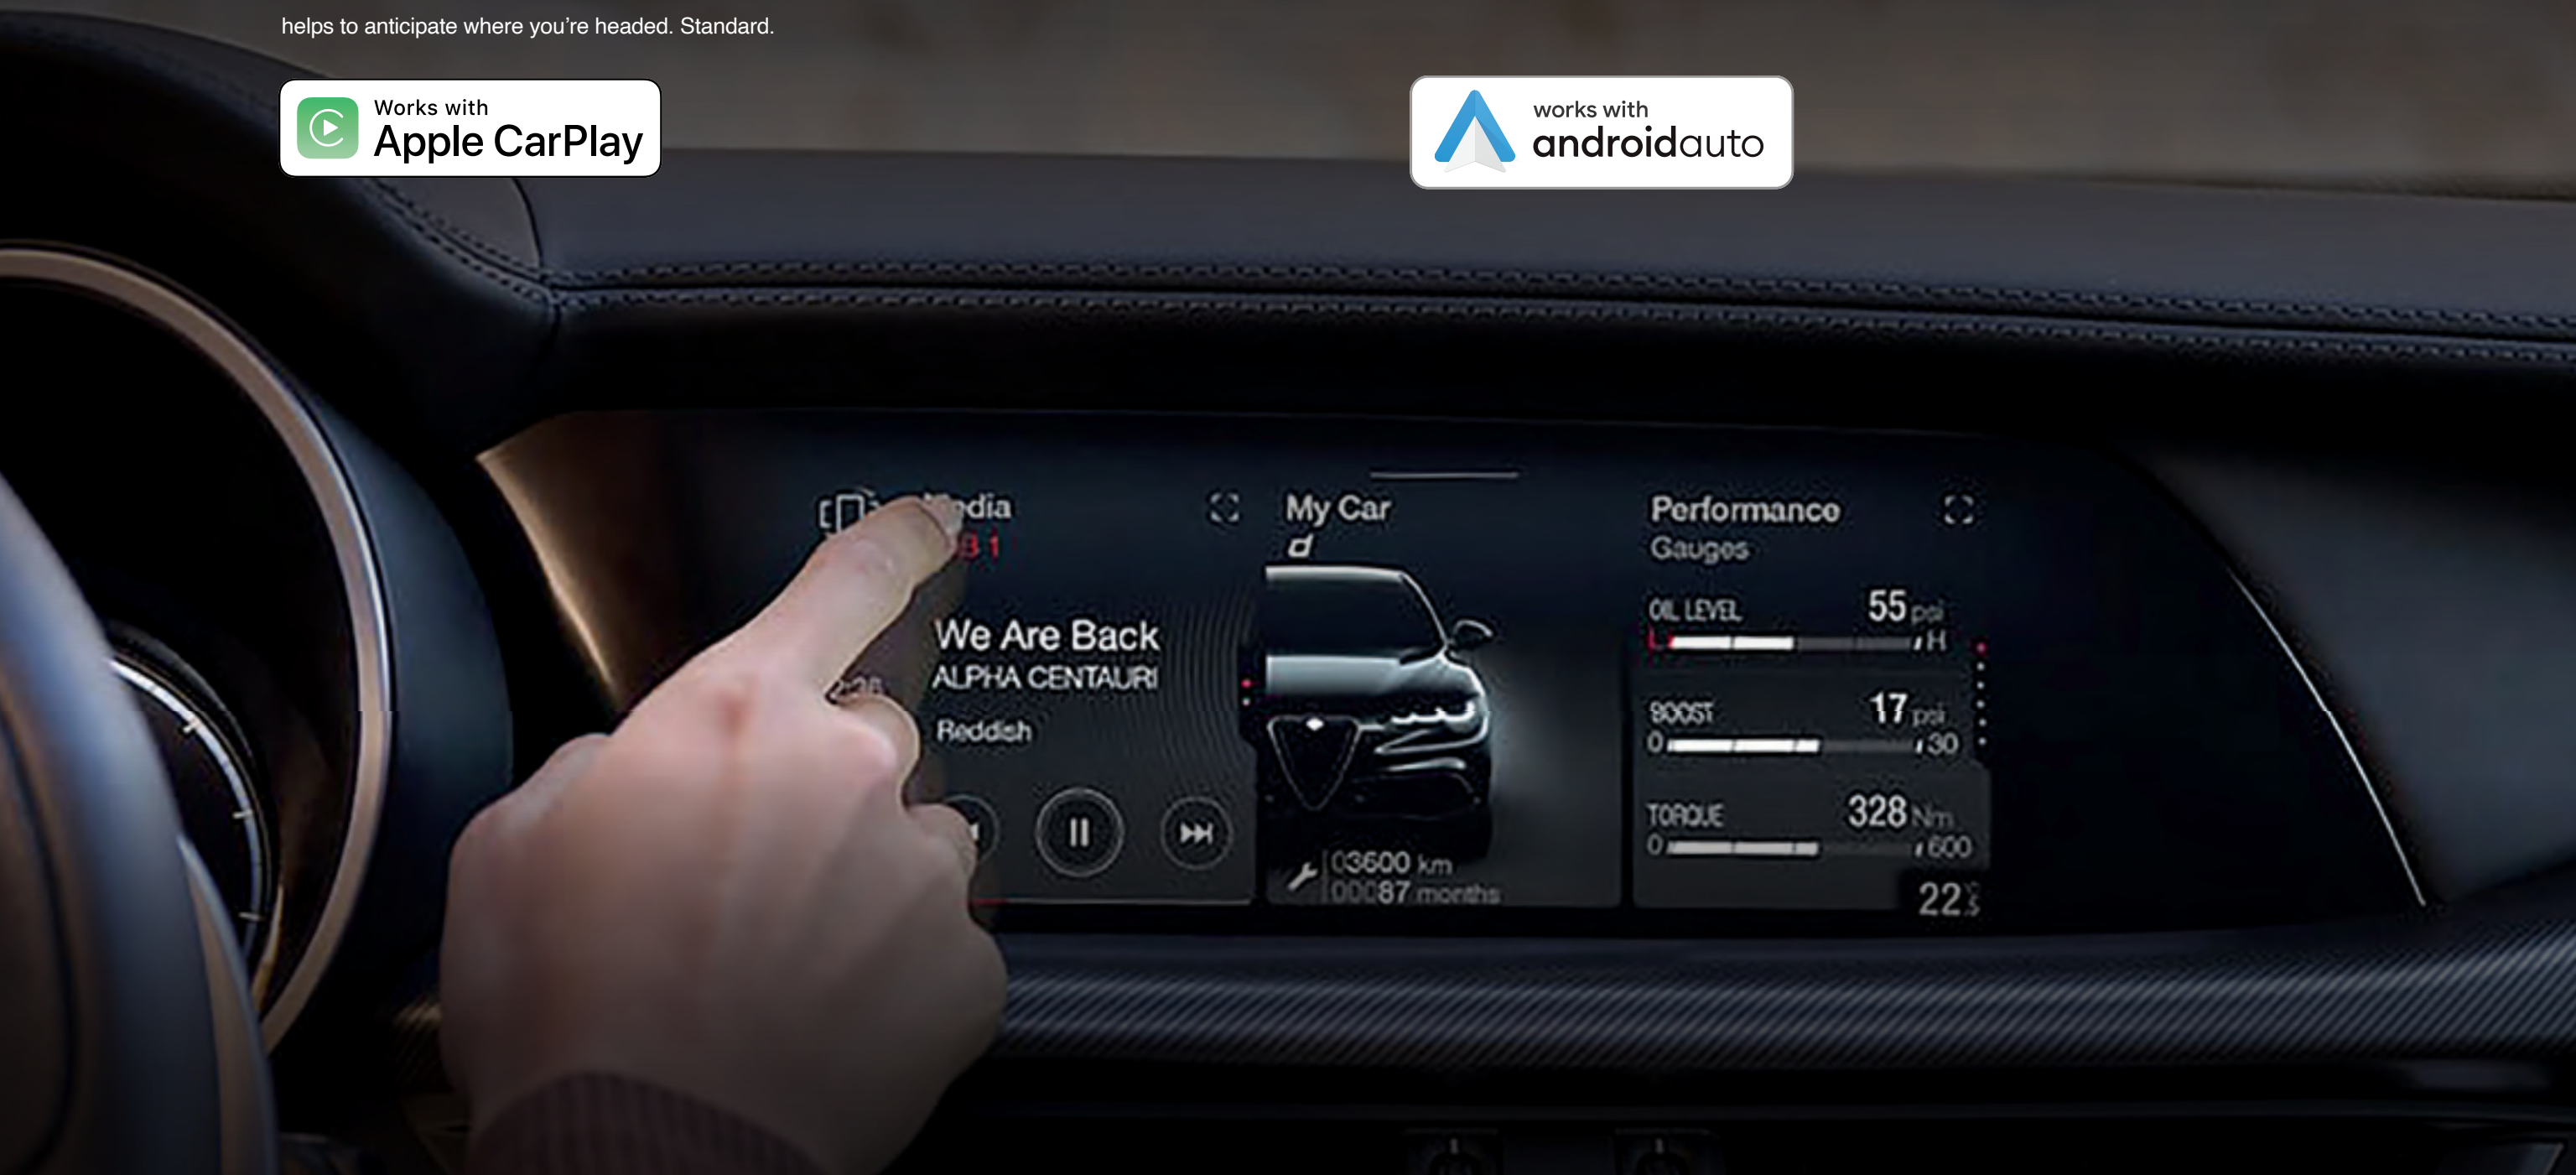 helps to anticipate where you’re headed. Standard.
Works with
Apple CarPlay
works with
androidauto
My Car
Performance
Gauges
We Are Back
ALPHA CENTAURI
Reddish
OIL LEVEL 55 psi
L H
BOOST 17 psi
0 30
TORQUE 328 Nm
0 600
03600 km
00087 months
22